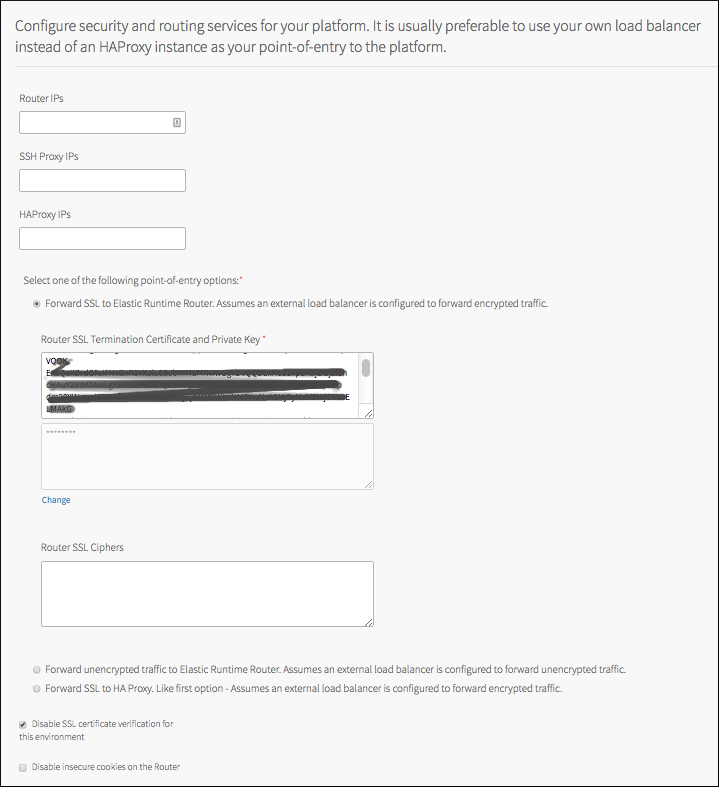 Configure security and routing services for your platform. It is usually preferable to use your own load balancer
instead of an HAProxy instance as your point-of-entry to the platform.
Router IPs
SSH Proxy IPs
HAProxy IPs
Select one of the following point-of-entry options:*
Forward SSL to Elastic Runtime Router. Assumes an external load balancer is configured to forward encrypted traffic.
Router SSL Termination Certificate and Private Key *
LMAkG
********
Change
Router SSL Ciphers
Forward unencrypted traffic to Elastic Runtime Router. Assumes an external load balancer is configured to forward unencrypted traffic.
Forward SSL to HA Proxy. Like first option - Assumes an external load balancer is configured to forward encrypted traffic.
Disable SSL certificate verification for
this environment
Disable insecure cookies on the Router